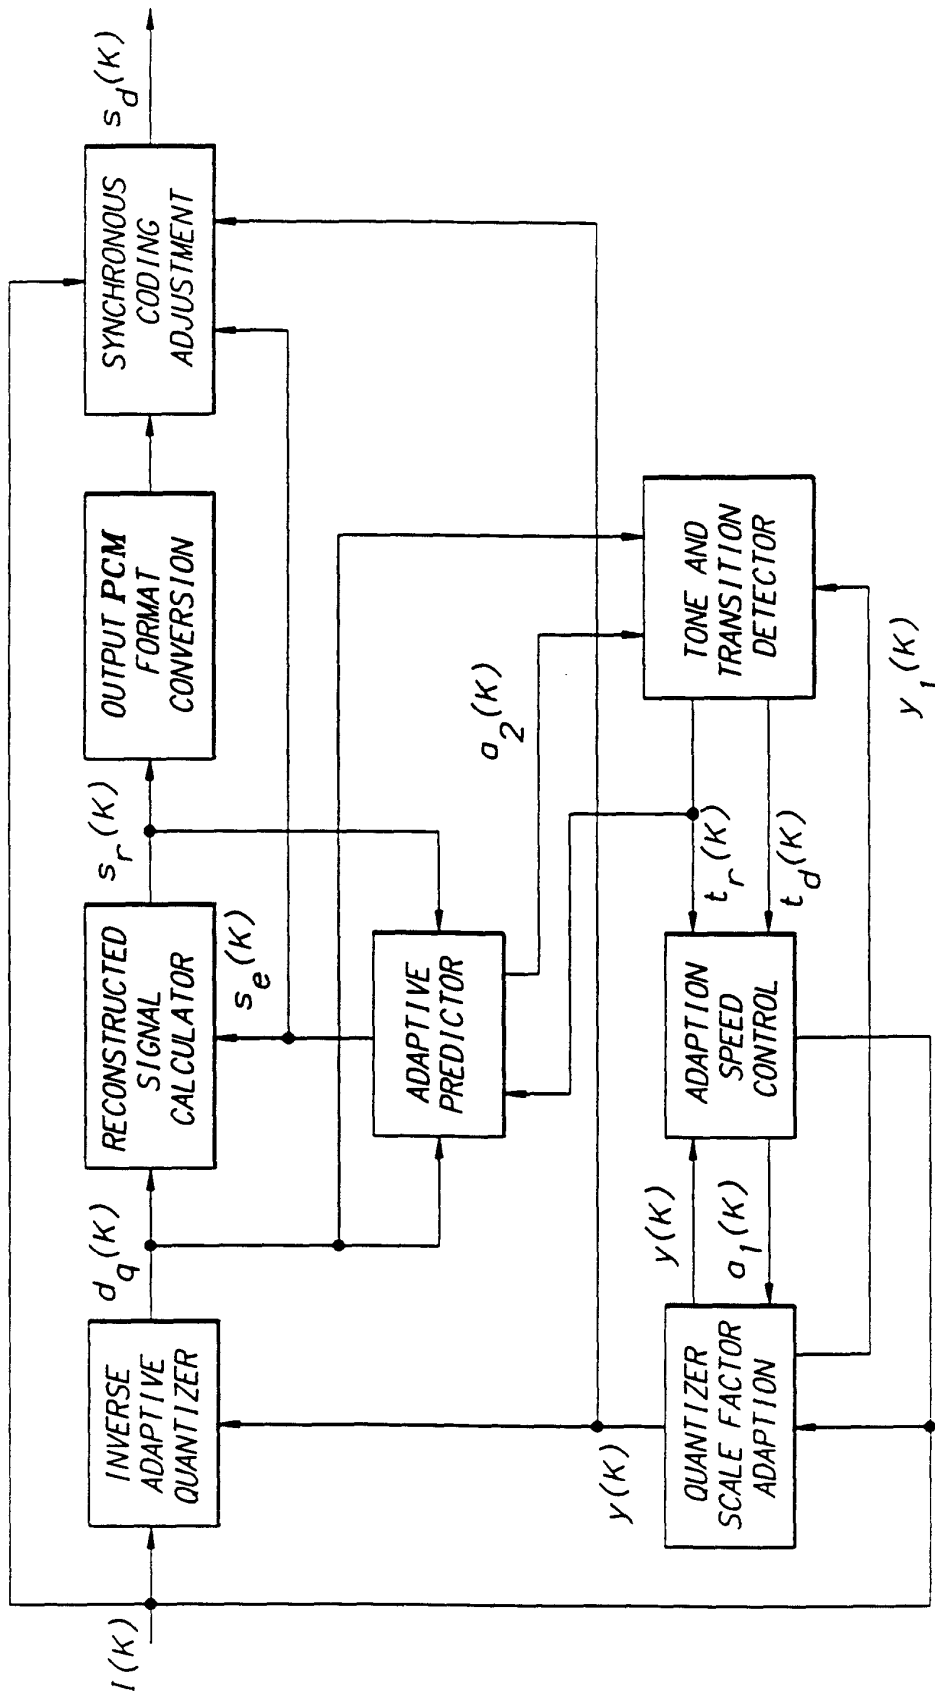 I(K)
INVERSE
ADAPTIVE
QUANTIZER
d_q(K)
RECONSTRUCTED
SIGNAL
CALCULATOR
s_r(K)
OUTPUT PCM
FORMAT
CONVERSION
SYNCHRONOUS
CODING
ADJUSTMENT
s_d(K)
s_e(K)
ADAPTIVE
PREDICTOR
a_2(K)
y(K)
QUANTIZER
SCALE FACTOR
ADAPTION
y(K)
a_1(K)
ADAPTION
SPEED
CONTROL
t_r(K)
t_d(K)
TONE AND
TRANSITION
DETECTOR
y_1(K)